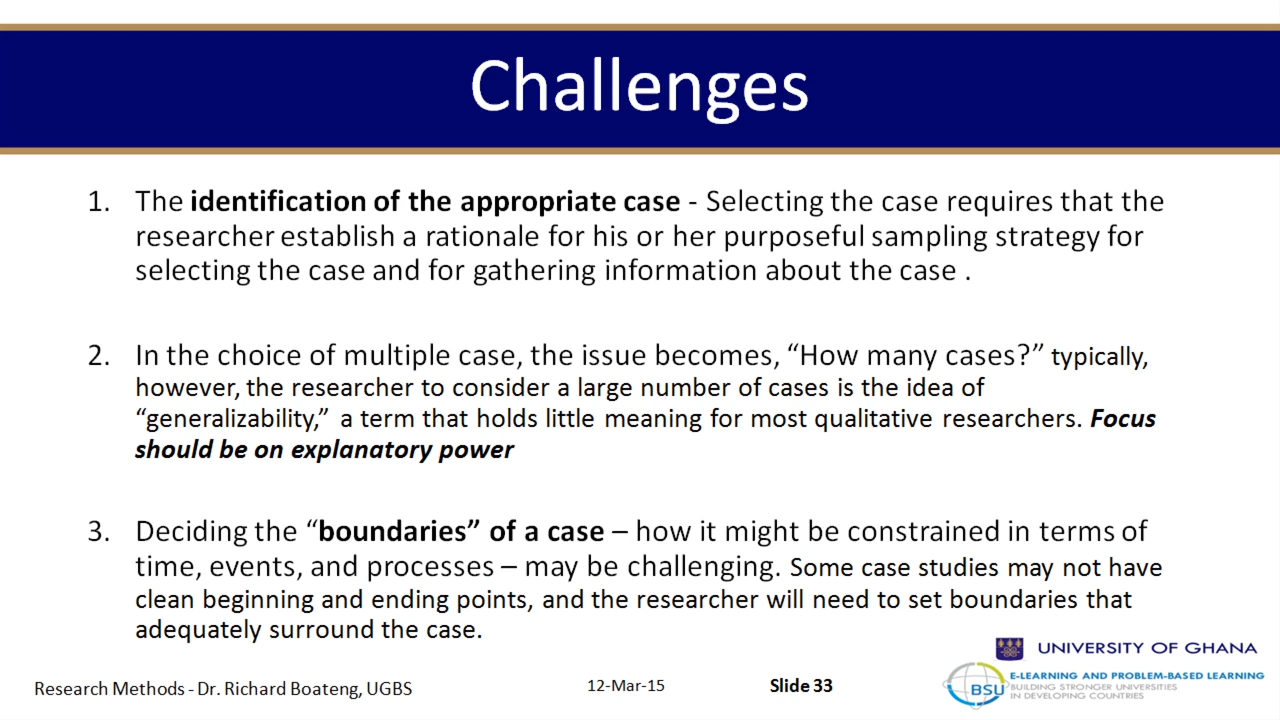 Challenges
1. The identification of the appropriate case - Selecting the case requires that the
researcher establish a rationale for his or her purposeful sampling strategy for
selecting the case and for gathering information about the case .
2. In the choice of multiple case, the issue becomes, “How many cases?” typically,
however, the researcher to consider a large number of cases is the idea of
“generalizability,” a term that holds little meaning for most qualitative researchers. Focus
should be on explanatory power
3. Deciding the “boundaries” of a case – how it might be constrained in terms of
time, events, and processes – may be challenging. Some case studies may not have
clean beginning and ending points, and the researcher will need to set boundaries that
adequately surround the case.
UNIVERSITY OF GHANA
Research Methods - Dr. Richard Boateng, UGBS
12-Mar-15
Slide 33
BSU
E-LEARNING AND PROBLEM-BASED LEARNING
BUILDING STRONGER UNIVERSITIES
IN DEVELOPING COUNTRIES